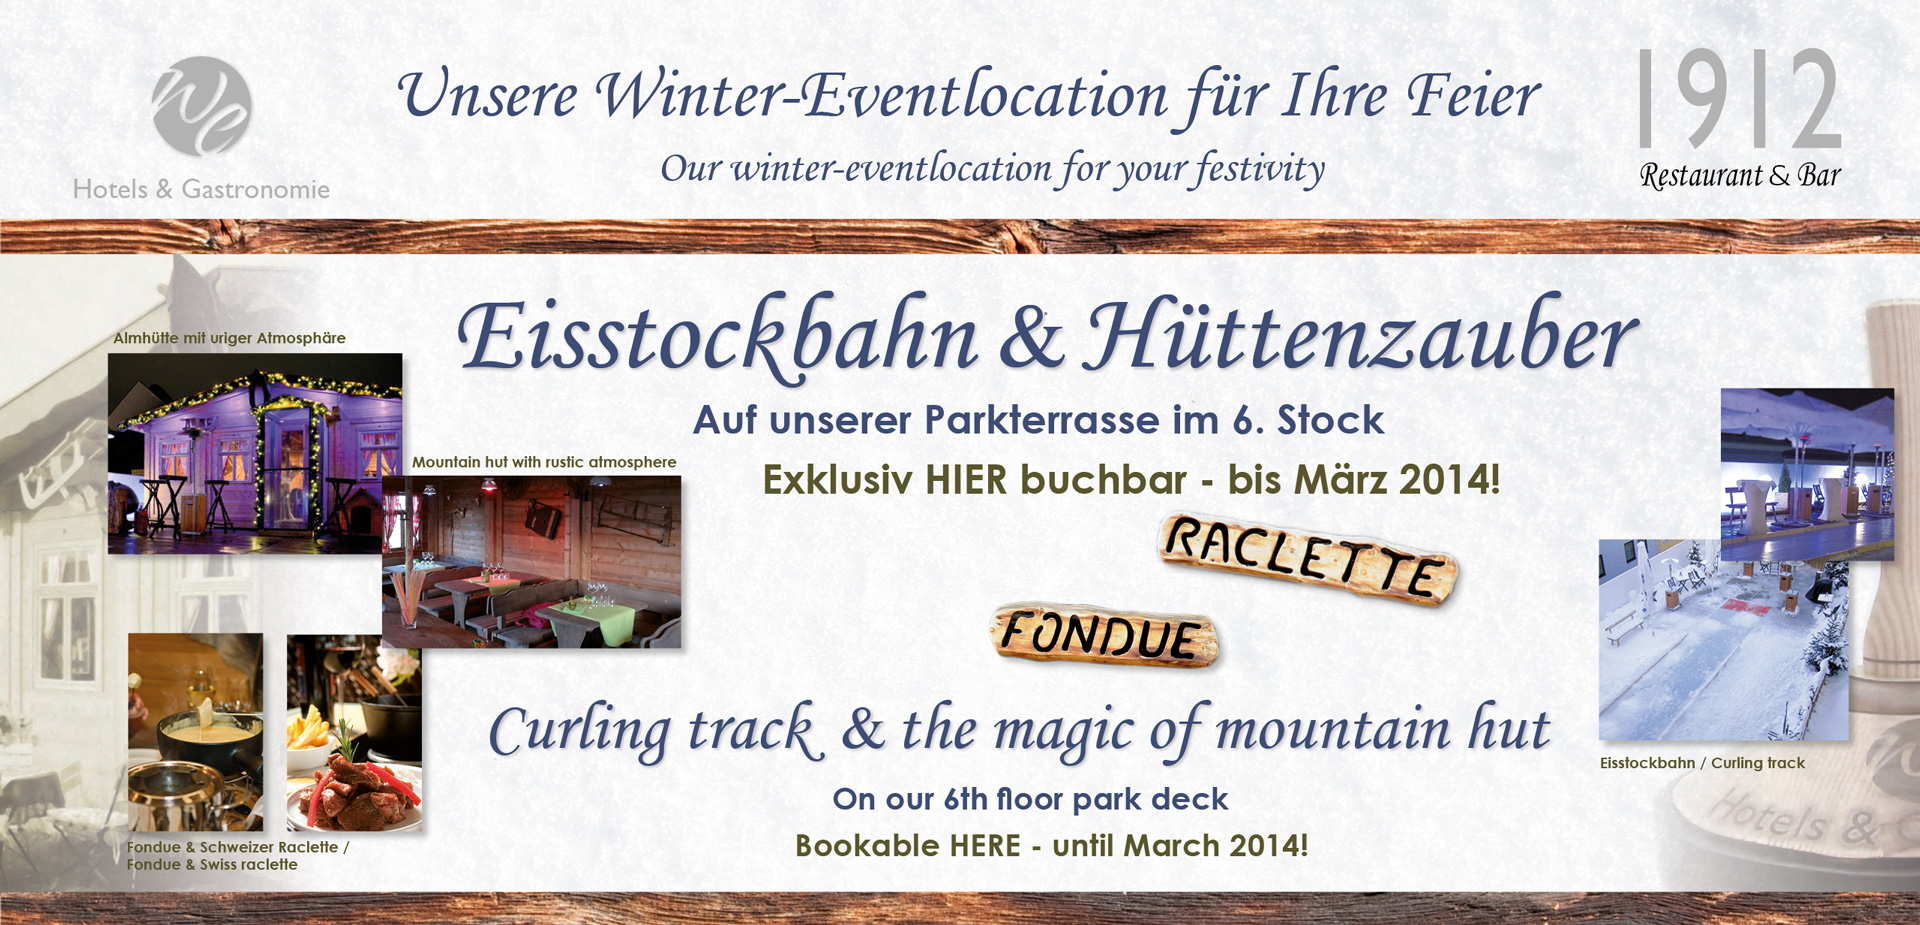 We
Hotels & Gastronomie
Unsere Winter-Eventlocation für Ihre Feier
Our winter-eventlocation for your festivity
1912
Restaurant & Bar
Eisstockbahn & Hüttenzauber
Auf unserer Parkterrasse im 6. Stock
Exklusiv HIER buchbar - bis März 2014!
Almhütte mit uriger Atmosphäre
Mountain hut with rustic atmosphere
RACLETTE
FONDUE
Curling track & the magic of mountain hut
On our 6th floor park deck
Bookable HERE - until March 2014!
Fondue & Schweizer Raclette /
Fondue & Swiss raclette
Eisstockbahn / Curling track
Hotels &